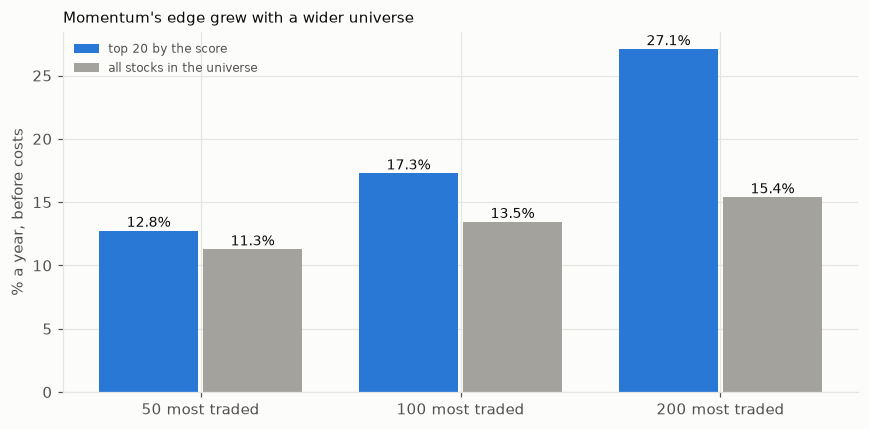 Momentum's edge grew with a wider universe
top 20 by the score
all stocks in the universe
% a year, before costs
25
20
15
10
5
0
12.8%
11.3%
17.3%
13.5%
27.1%
15.4%
50 most traded
100 most traded
200 most traded